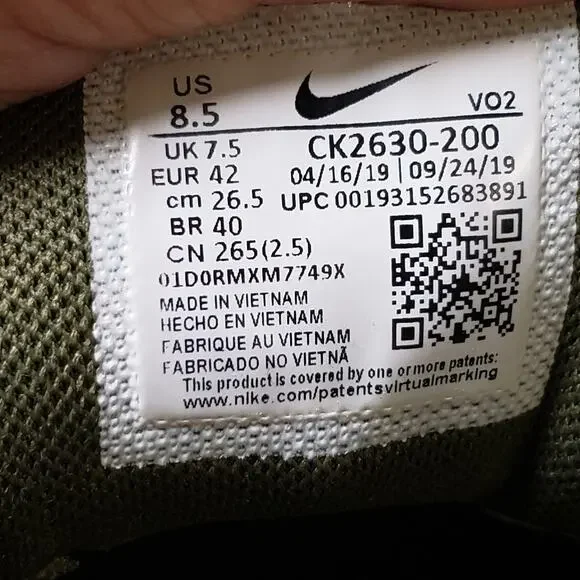 US
8.5
VO2
UK 7.5
CK2630-200
EUR 42
04/16/19 | 09/24/19
cm 26.5
UPC 00193152683891
BR 40
CN 265(2.5)
01D0RMXM7749X
MADE IN VIETNAM
HECHO EN VIETNAM
FABRIQUE AU VIETNAM
FABRICADO NO VIETNÃ
This product is covered by one or more patents:
www.nike.com/patentsvirtualmarking